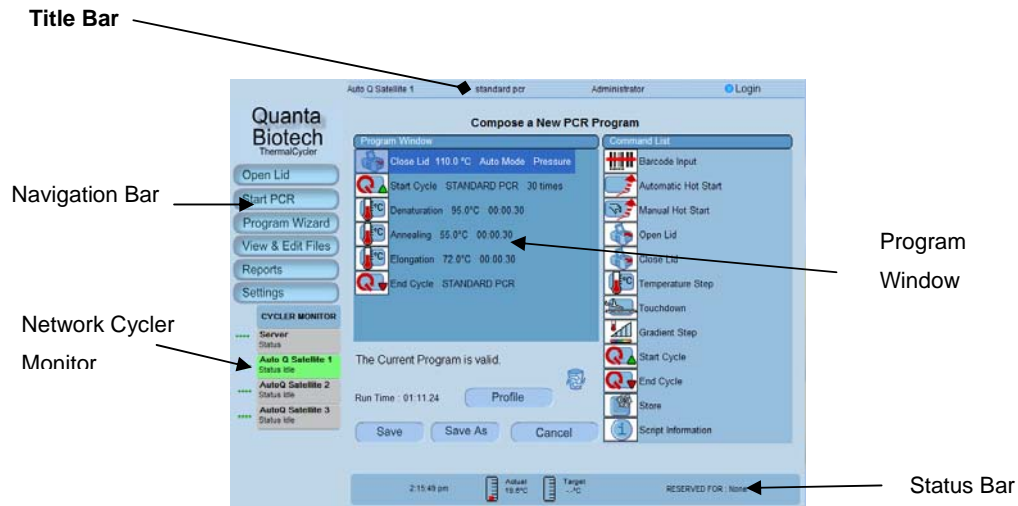 Title Bar
Auto Q Satellite 1 standard pcr Administrator Login
Quanta
Biotech
ThermalCycler
Compose a New PCR Program
Program Window
Command List
Close Lid 110.0 °C Auto Mode Pressure
Start Cycle STANDARD PCR 30 times
Denaturation 95.0°C 00.00.30
Annealing 55.0°C 00.00.30
Elongation 72.0°C 00.00.30
End Cycle STANDARD PCR
Barcode Input
Automatic Hot Start
Manual Hot Start
Open Lid
Close Lid
Temperature Step
Touchdown
Gradient Step
Start Cycle
End Cycle
Store
Script Information
Navigation Bar
Open Lid
Start PCR
Program Wizard
View & Edit Files
Reports
Settings
Program
Window
Network Cycler
Monitor
CYCLER MONITOR
Server
Status
Auto Q Satellite 1
Status Idle
AutoQ Satellite 2
Status Idle
AutoQ Satellite 3
Status Idle
The Current Program is valid.
Run Time : 01.11.24
Profile
Save
Save As
Cancel
2:15:49 pm
Actual
19.8°C
Target
--.-°C
RESERVED FOR : None
Status Bar